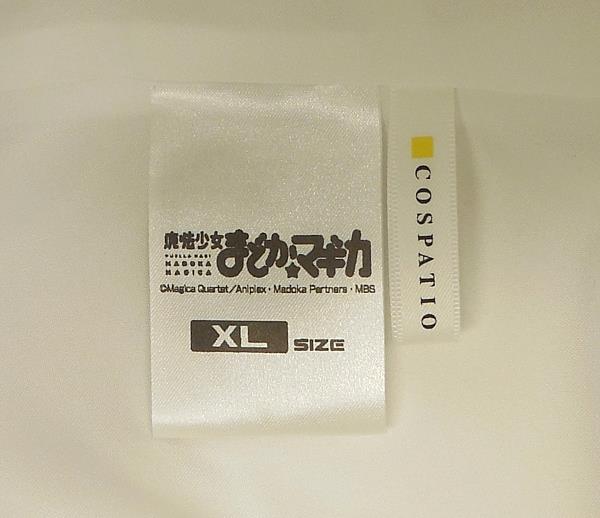 魔法少女
PUELLA MAGI
MADOKA
MAGICA
まどか☆マギカ
©Magica Quartet/Aniplex・Madoka Partners・MBS
XL SIZE
COSPATIO